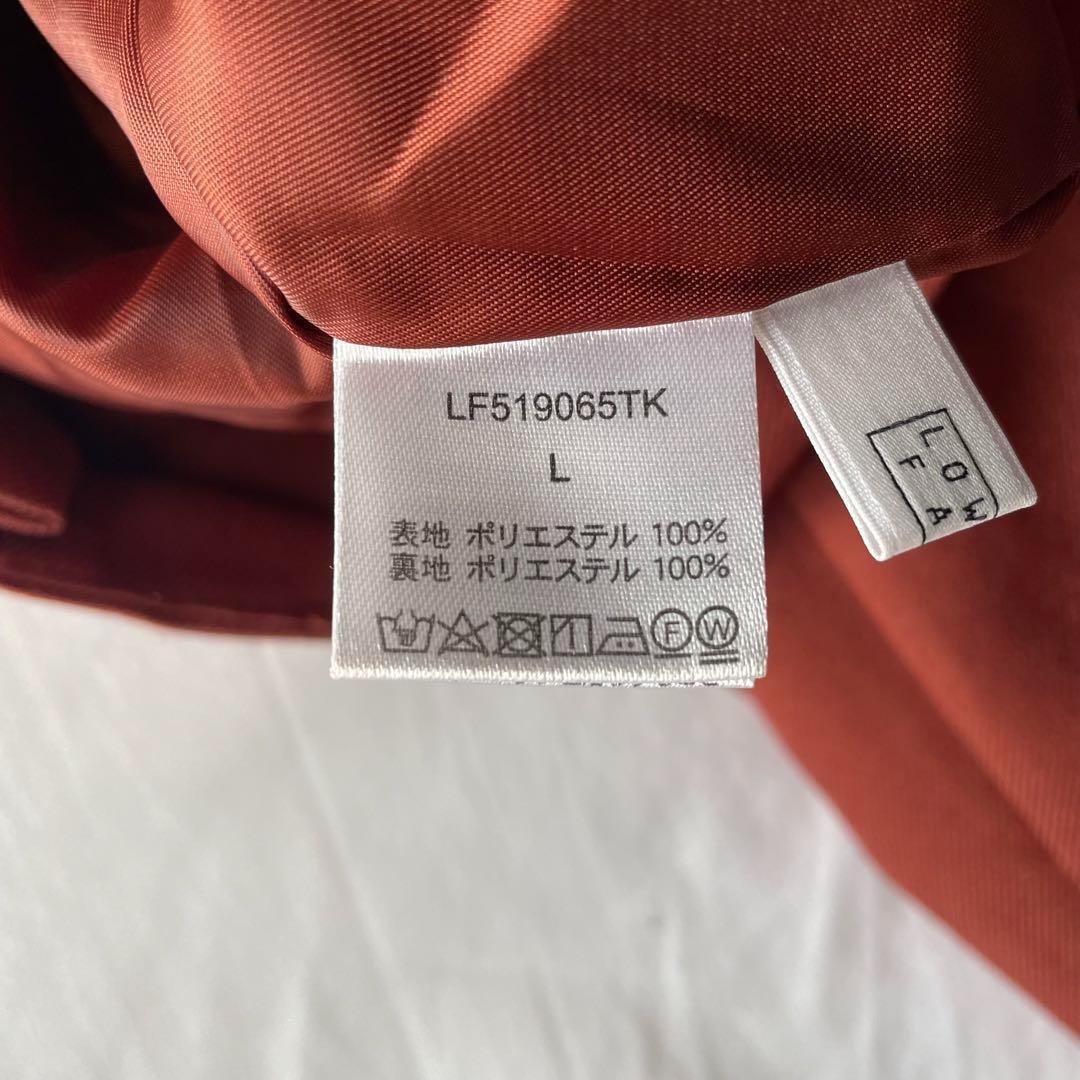 LF519065TK
L
表地 ポリエステル 100%
裏地 ポリエステル 100%
F W
LOW
FA